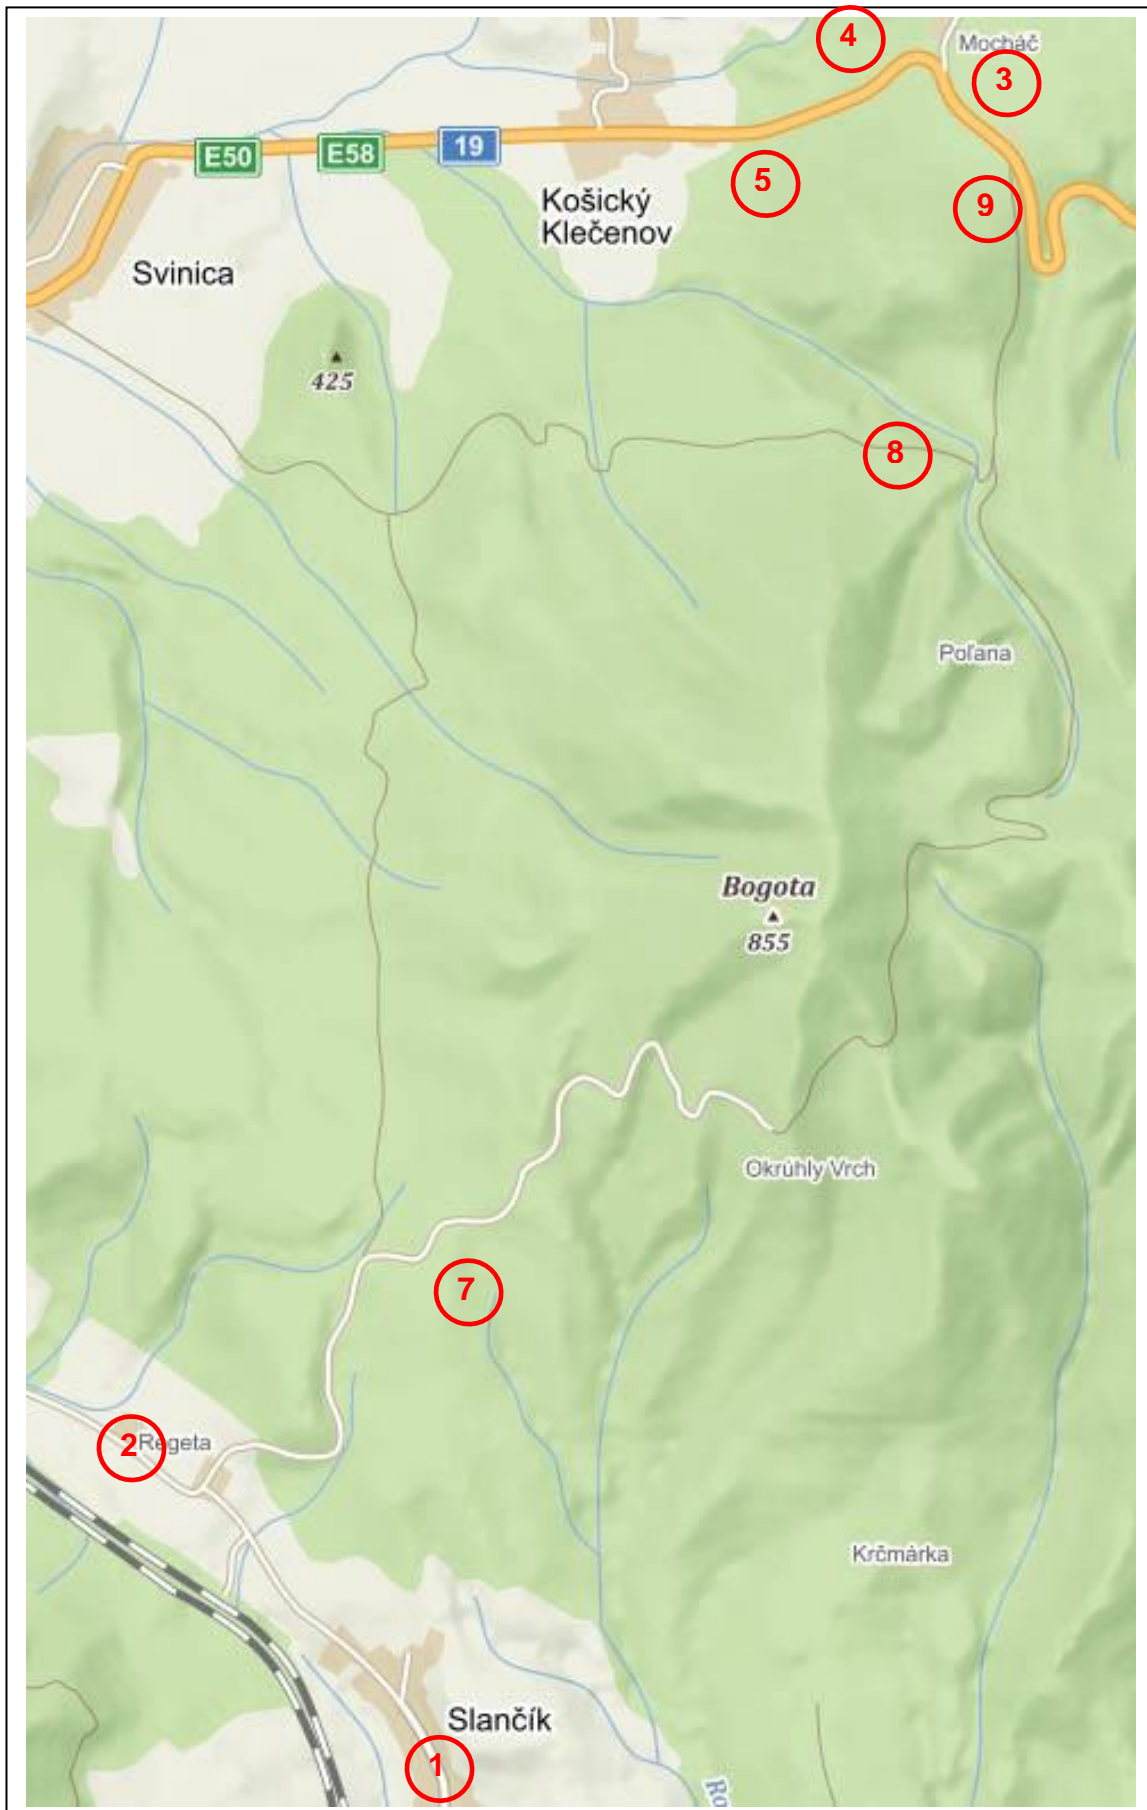 4
Mocháč
3
E50
E58
19
5
Košický
Klečenov
9
Svinica
425
8
Poľana
Bogota
855
Okrúhly Vrch
7
2
Regeta
Krčmárka
Slančík
1
Ro